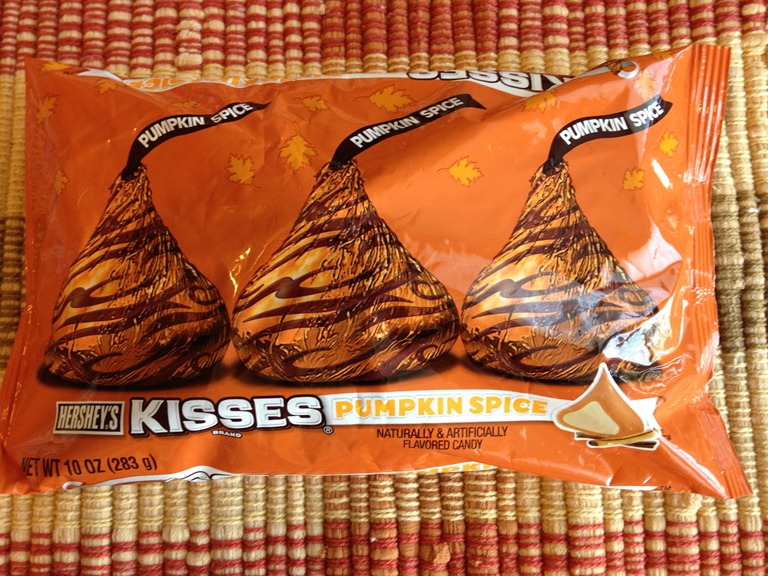 KISSES
PUMPKIN SPICE
PUMPKIN SPICE
PUMPKIN SPICE
HERSHEY'S KISSES® PUMPKIN SPICE
BRAND
NATURALLY & ARTIFICIALLY
FLAVORED CANDY
NET WT 10 OZ (283 g)